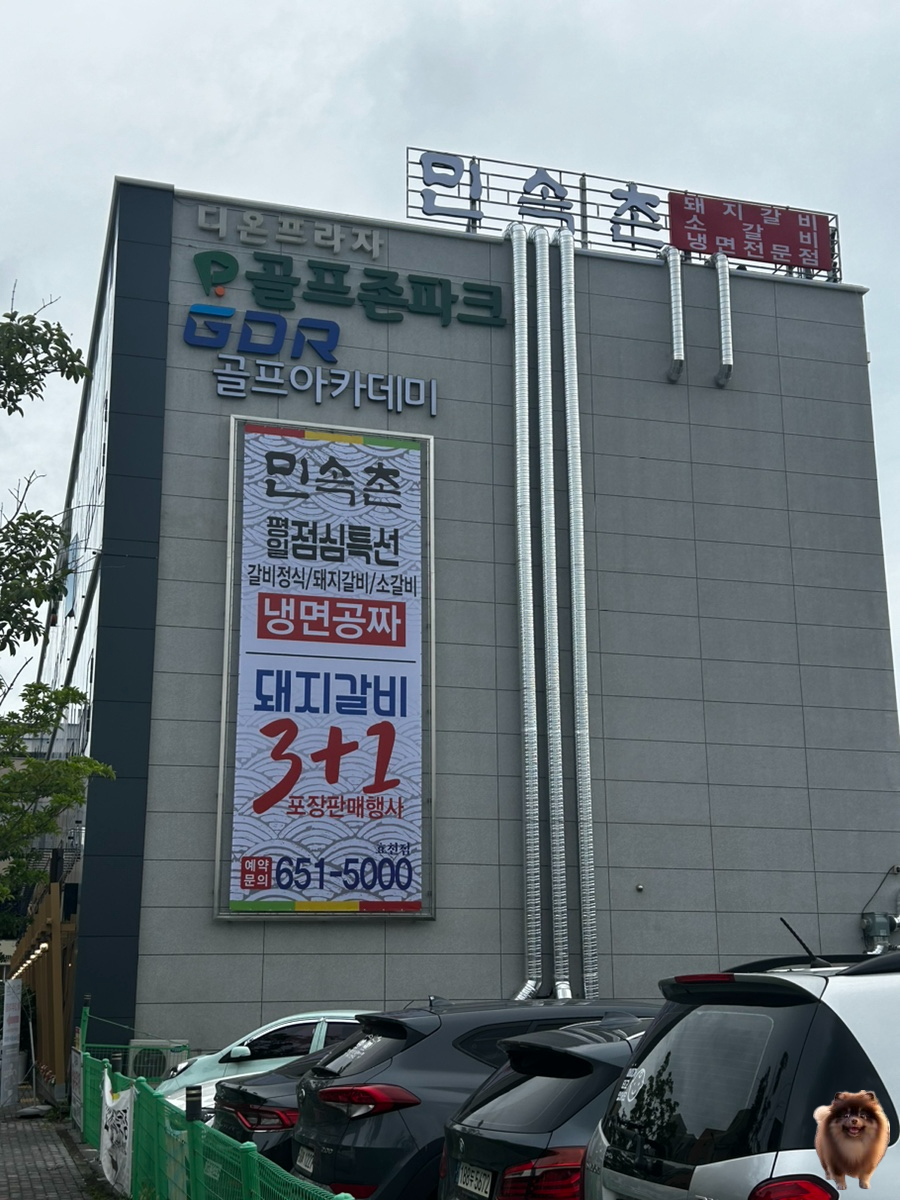 민속촌
돼지갈비
소갈비
냉면전문점
디온프라자
골프존파크
GDR
골프아카데미
민속촌
평일 점심특선
갈비정식/돼지갈비/소갈비
냉면공짜
돼지갈비
3+1
포장판매행사
효천점
예약문의 651-5000